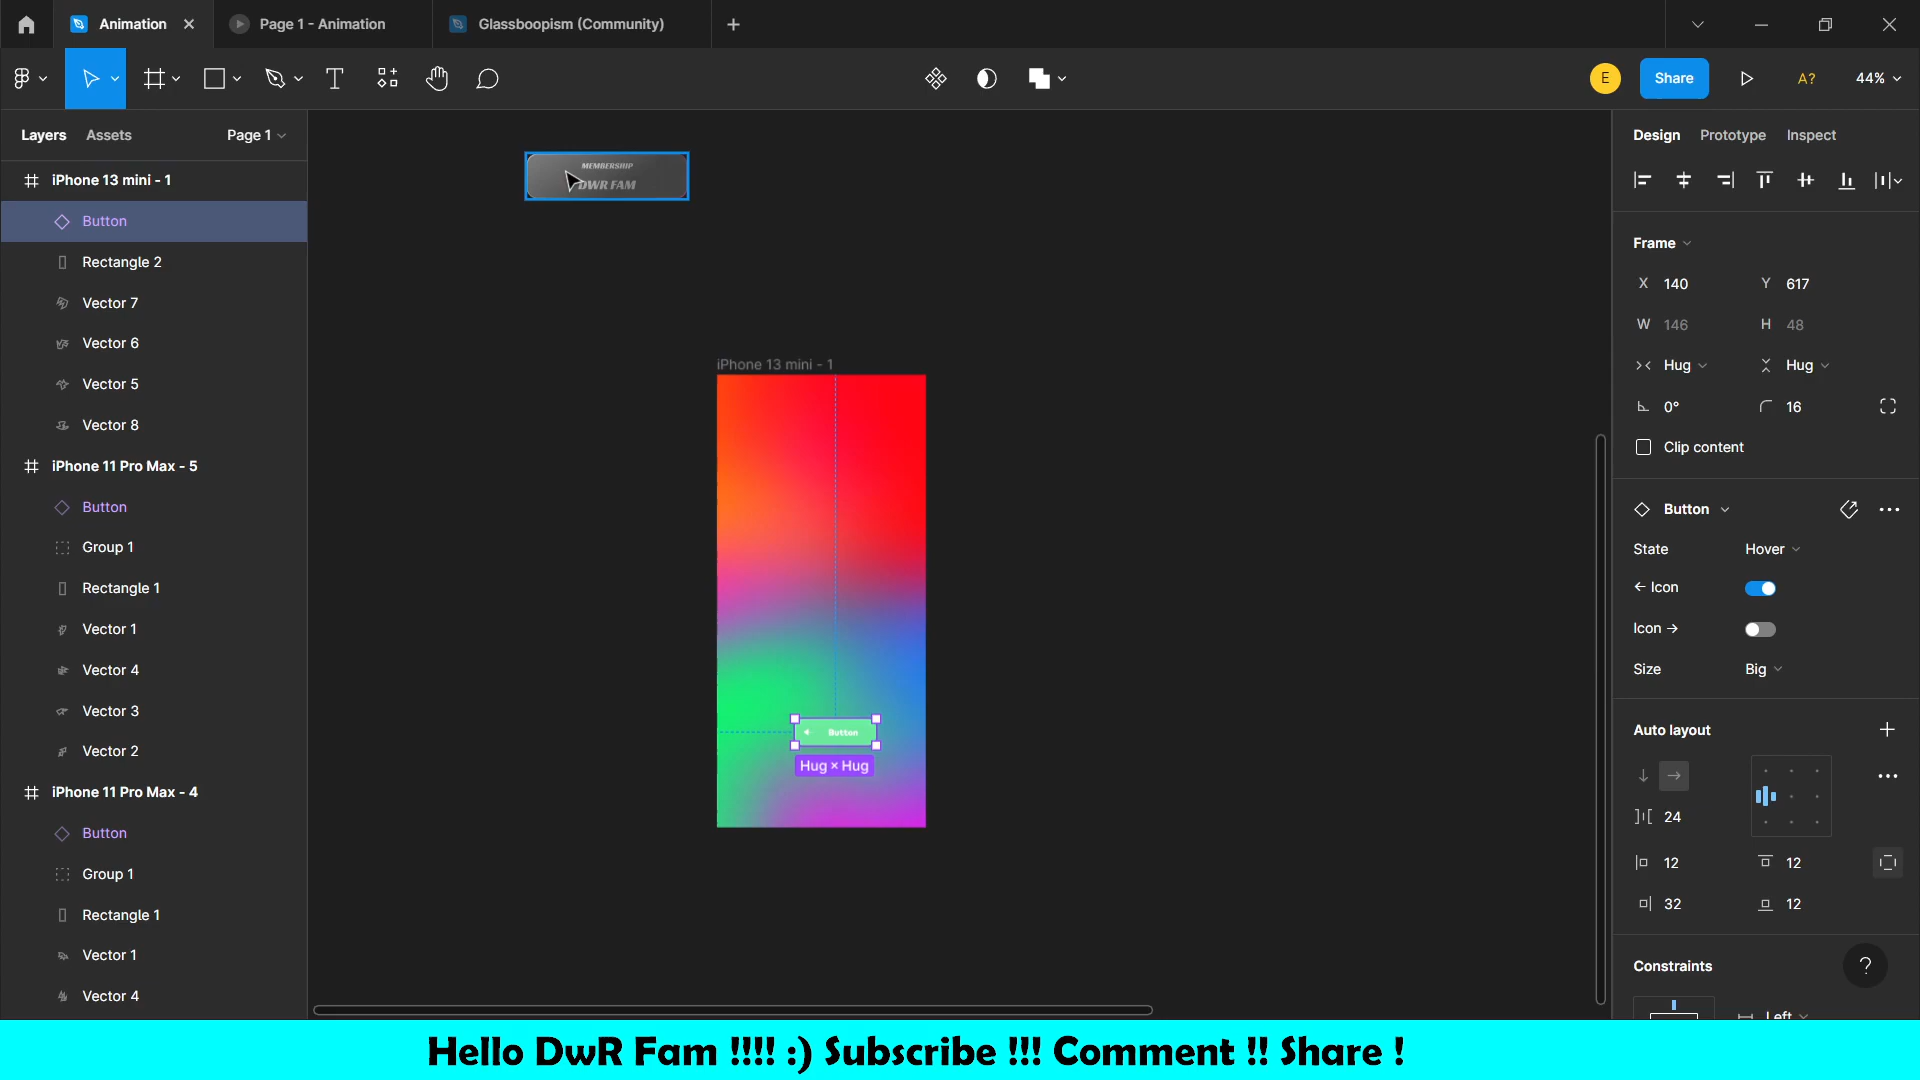 Animation
Page 1 - Animation
Glassboopism (Community)
E
Share
A?
44%
Layers
Assets
Page 1
iPhone 13 mini - 1
Button
Rectangle 2
Vector 7
Vector 6
Vector 5
Vector 8
iPhone 11 Pro Max - 5
Button
Group 1
Rectangle 1
Vector 1
Vector 4
Vector 3
Vector 2
iPhone 11 Pro Max - 4
Button
Group 1
Rectangle 1
Vector 1
Vector 4
MEMBERSHIP
DWR FAM
iPhone 13 mini - 1
Button
Hug × Hug
Design
Prototype
Inspect
Frame
X 140 Y 617
W 146 H 48
Hug Hug
0° 16
Clip content
Button
State Hover
← Icon
Icon →
Size Big
Auto layout
24
12 12
32 12
Constraints
?
Left
Hello DwR Fam !!!! :) Subscribe !!! Comment !! Share !